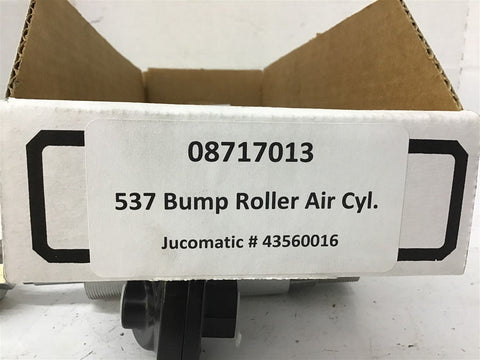 08717013
537 Bump Roller Air Cyl.
Jucomatic # 43560016